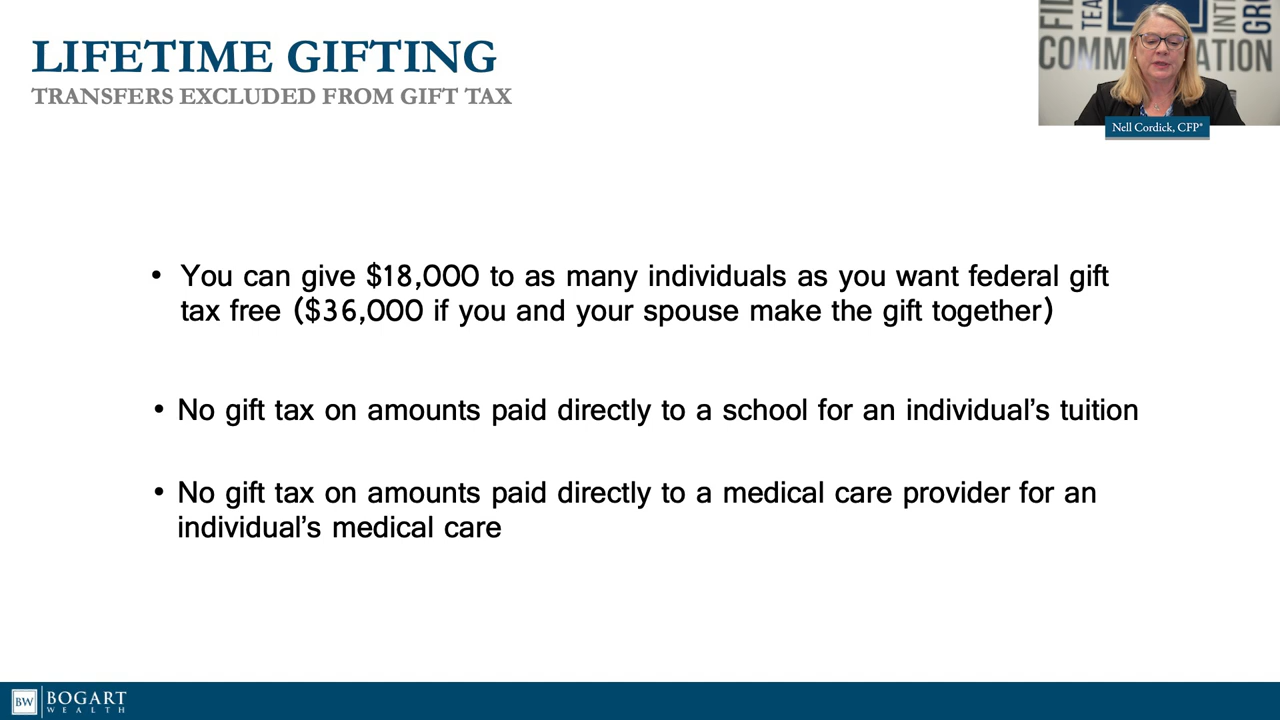 LIFETIME GIFTING
TRANSFERS EXCLUDED FROM GIFT TAX
COMM
ATION
Nell Cordick, CFP®
• You can give $18,000 to as many individuals as you want federal gift
tax free ($36,000 if you and your spouse make the gift together)
• No gift tax on amounts paid directly to a school for an individual’s tuition
• No gift tax on amounts paid directly to a medical care provider for an
individual’s medical care
BW
BOGART
WEALTH